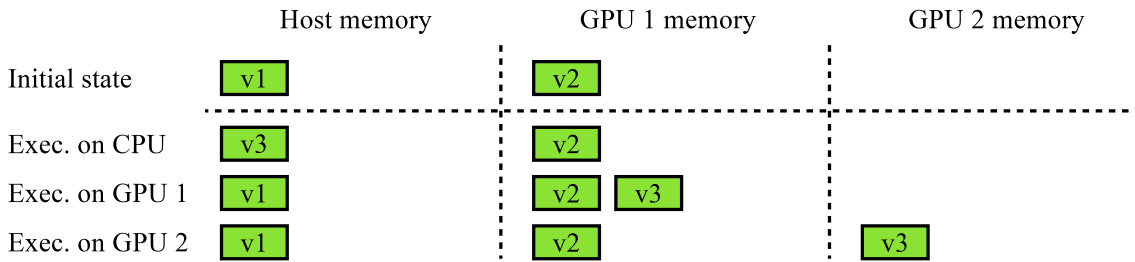 Host memory GPU 1 memory GPU 2 memory
Initial state v1 v2
Exec. on CPU v3 v2
Exec. on GPU 1 v1 v2 v3
Exec. on GPU 2 v1 v2 v3